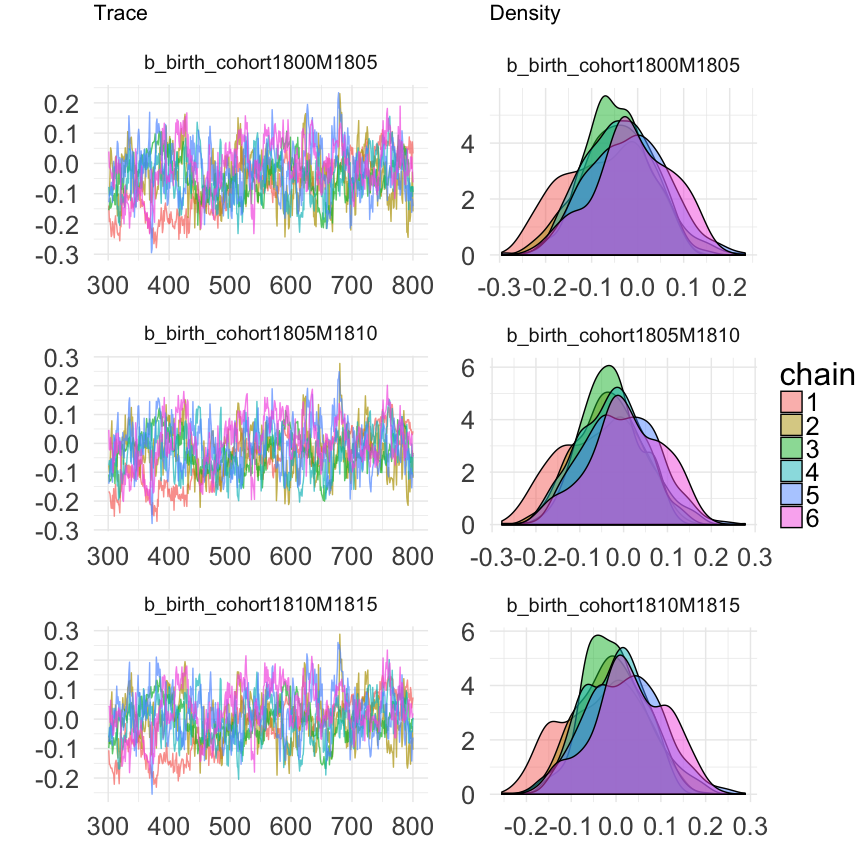 Trace
Density
b_birth_cohort1800M1805
b_birth_cohort1800M1805
0.2
0.1
0.0
-0.1
-0.2
-0.3
300 400 500 600 700 800
4
2
0
-0.3 -0.2 -0.1 0.0 0.1 0.2
b_birth_cohort1805M1810
b_birth_cohort1805M1810
0.3
0.2
0.1
0.0
-0.1
-0.2
-0.3
300 400 500 600 700 800
6
4
2
0
-0.3 -0.2 -0.1 0.0 0.1 0.2 0.3
chain
1
2
3
4
5
6
b_birth_cohort1810M1815
b_birth_cohort1810M1815
0.3
0.2
0.1
0.0
-0.1
-0.2
300 400 500 600 700 800
6
4
2
0
-0.2 -0.1 0.0 0.1 0.2 0.3